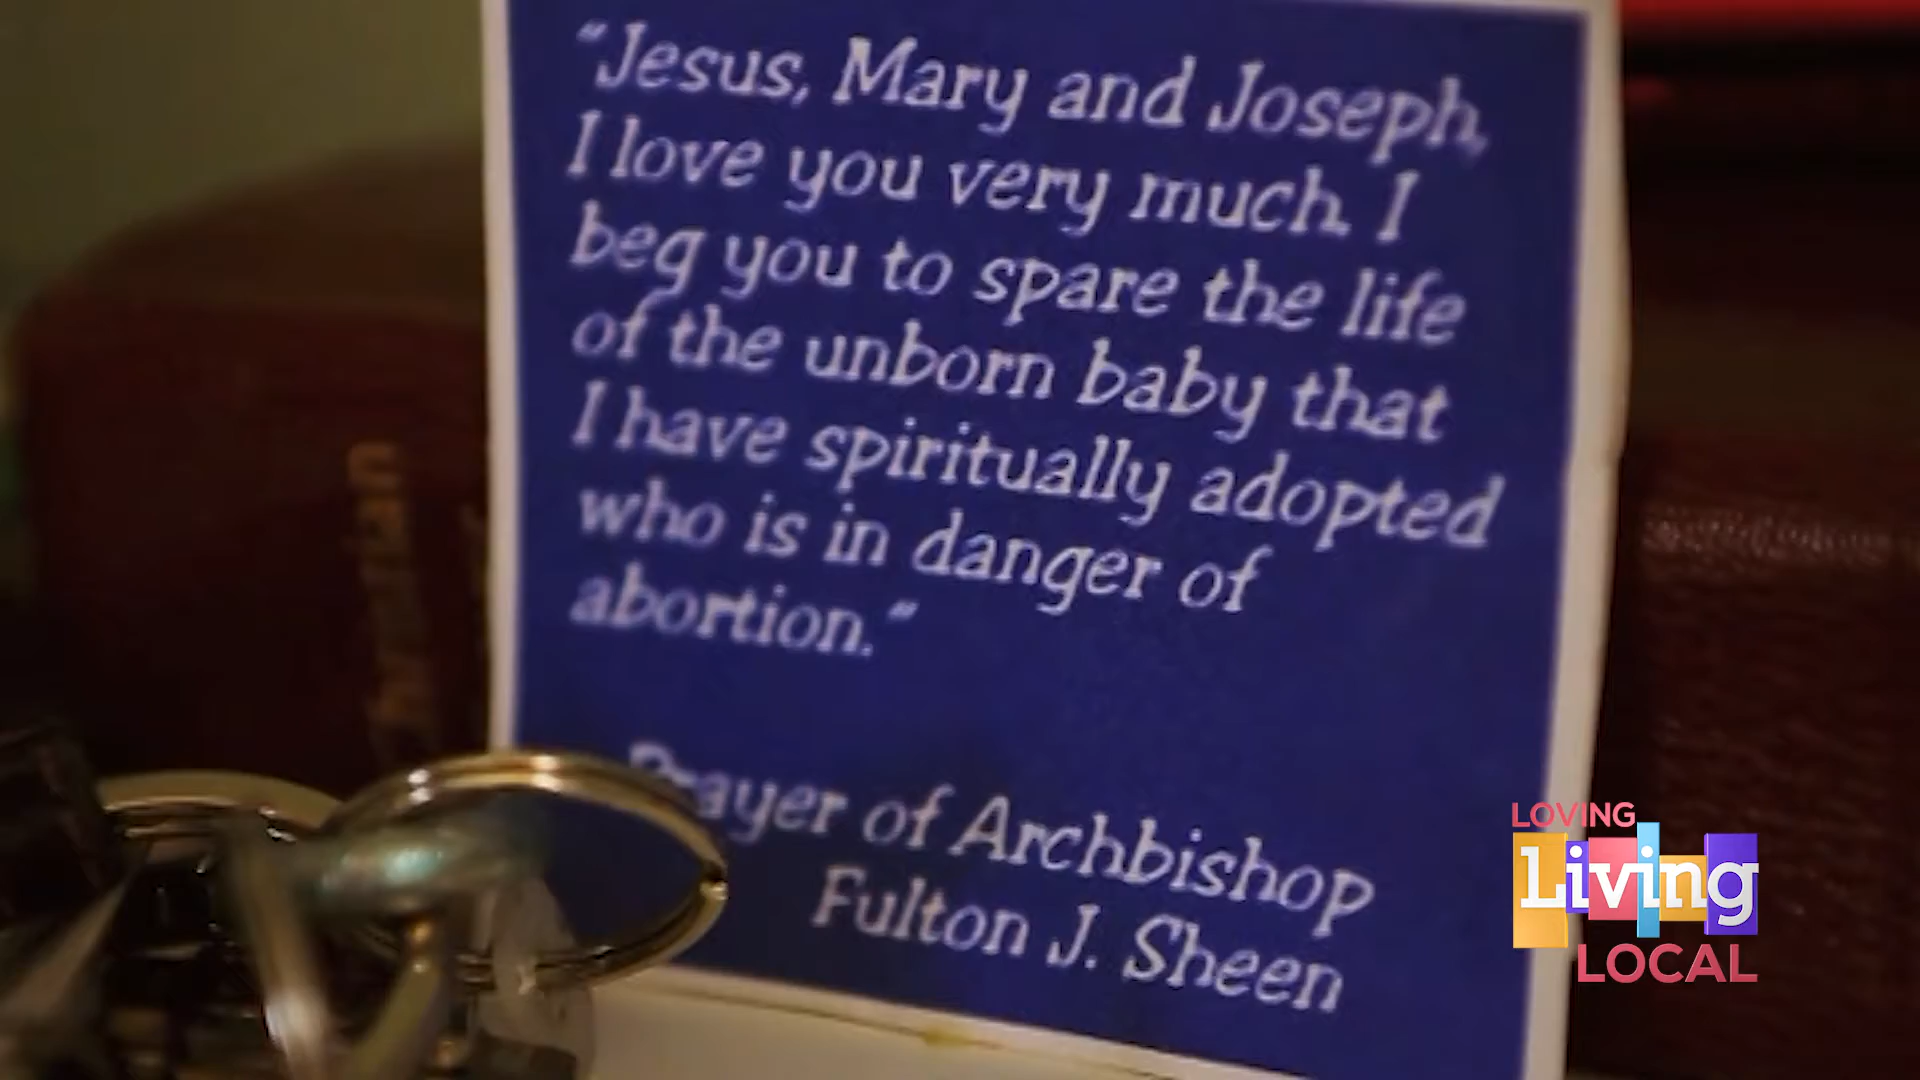 "Jesus, Mary and Joseph,
I love you very much. I
beg you to spare the life
of the unborn baby that
I have spiritually adopted
who is in danger of
abortion."
Prayer of Archbishop
Fulton J. Sheen
LOVING
Living
LOCAL